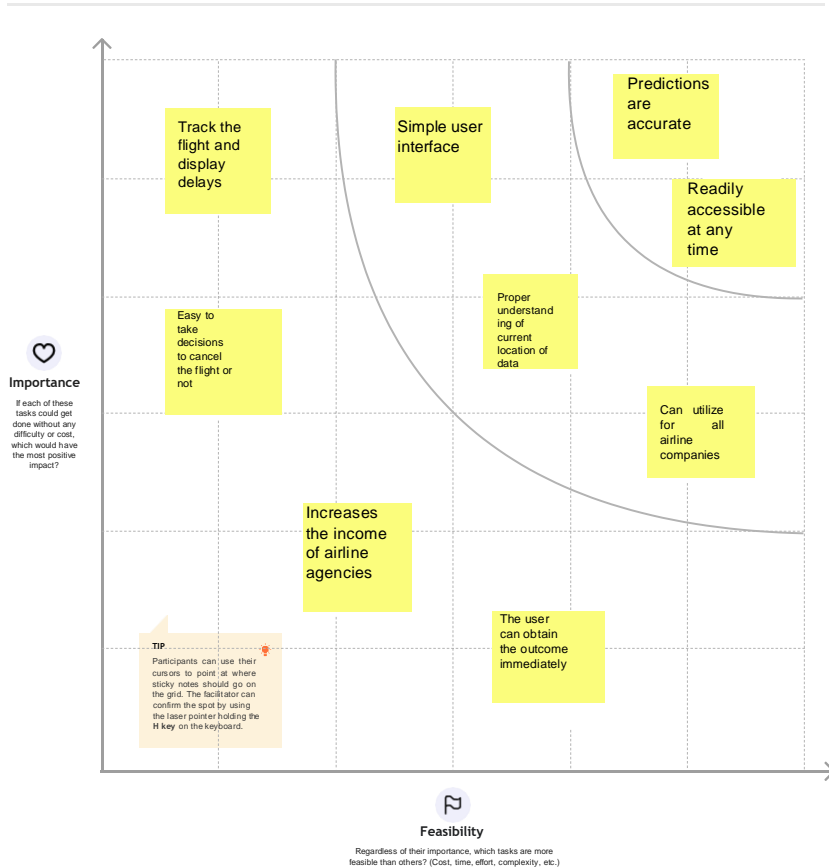 Predictions
are
accurate
Track the
flight and
display
delays
Simple user
interface
Readily
accessible
at any
time
Proper
understand
ing of
current
location of
data
Easy to
take
decisions
to cancel
the flight or
not
Importance
If each of these
tasks could get
done without any
difficulty or cost,
which would have
the most positive
impact?
Can utilize
for all
airline
companies
Increases
the income
of airline
agencies
The user
can obtain
the outcome
immediately
TIP
Participants can use their
cursors to point at where
sticky notes should go on
the grid. The facilitator can
confirm the spot by using
the laser pointer holding the
H key on the keyboard.
Feasibility
Regardless of their importance, which tasks are more
feasible than others? (Cost, time, effort, complexity, etc.)